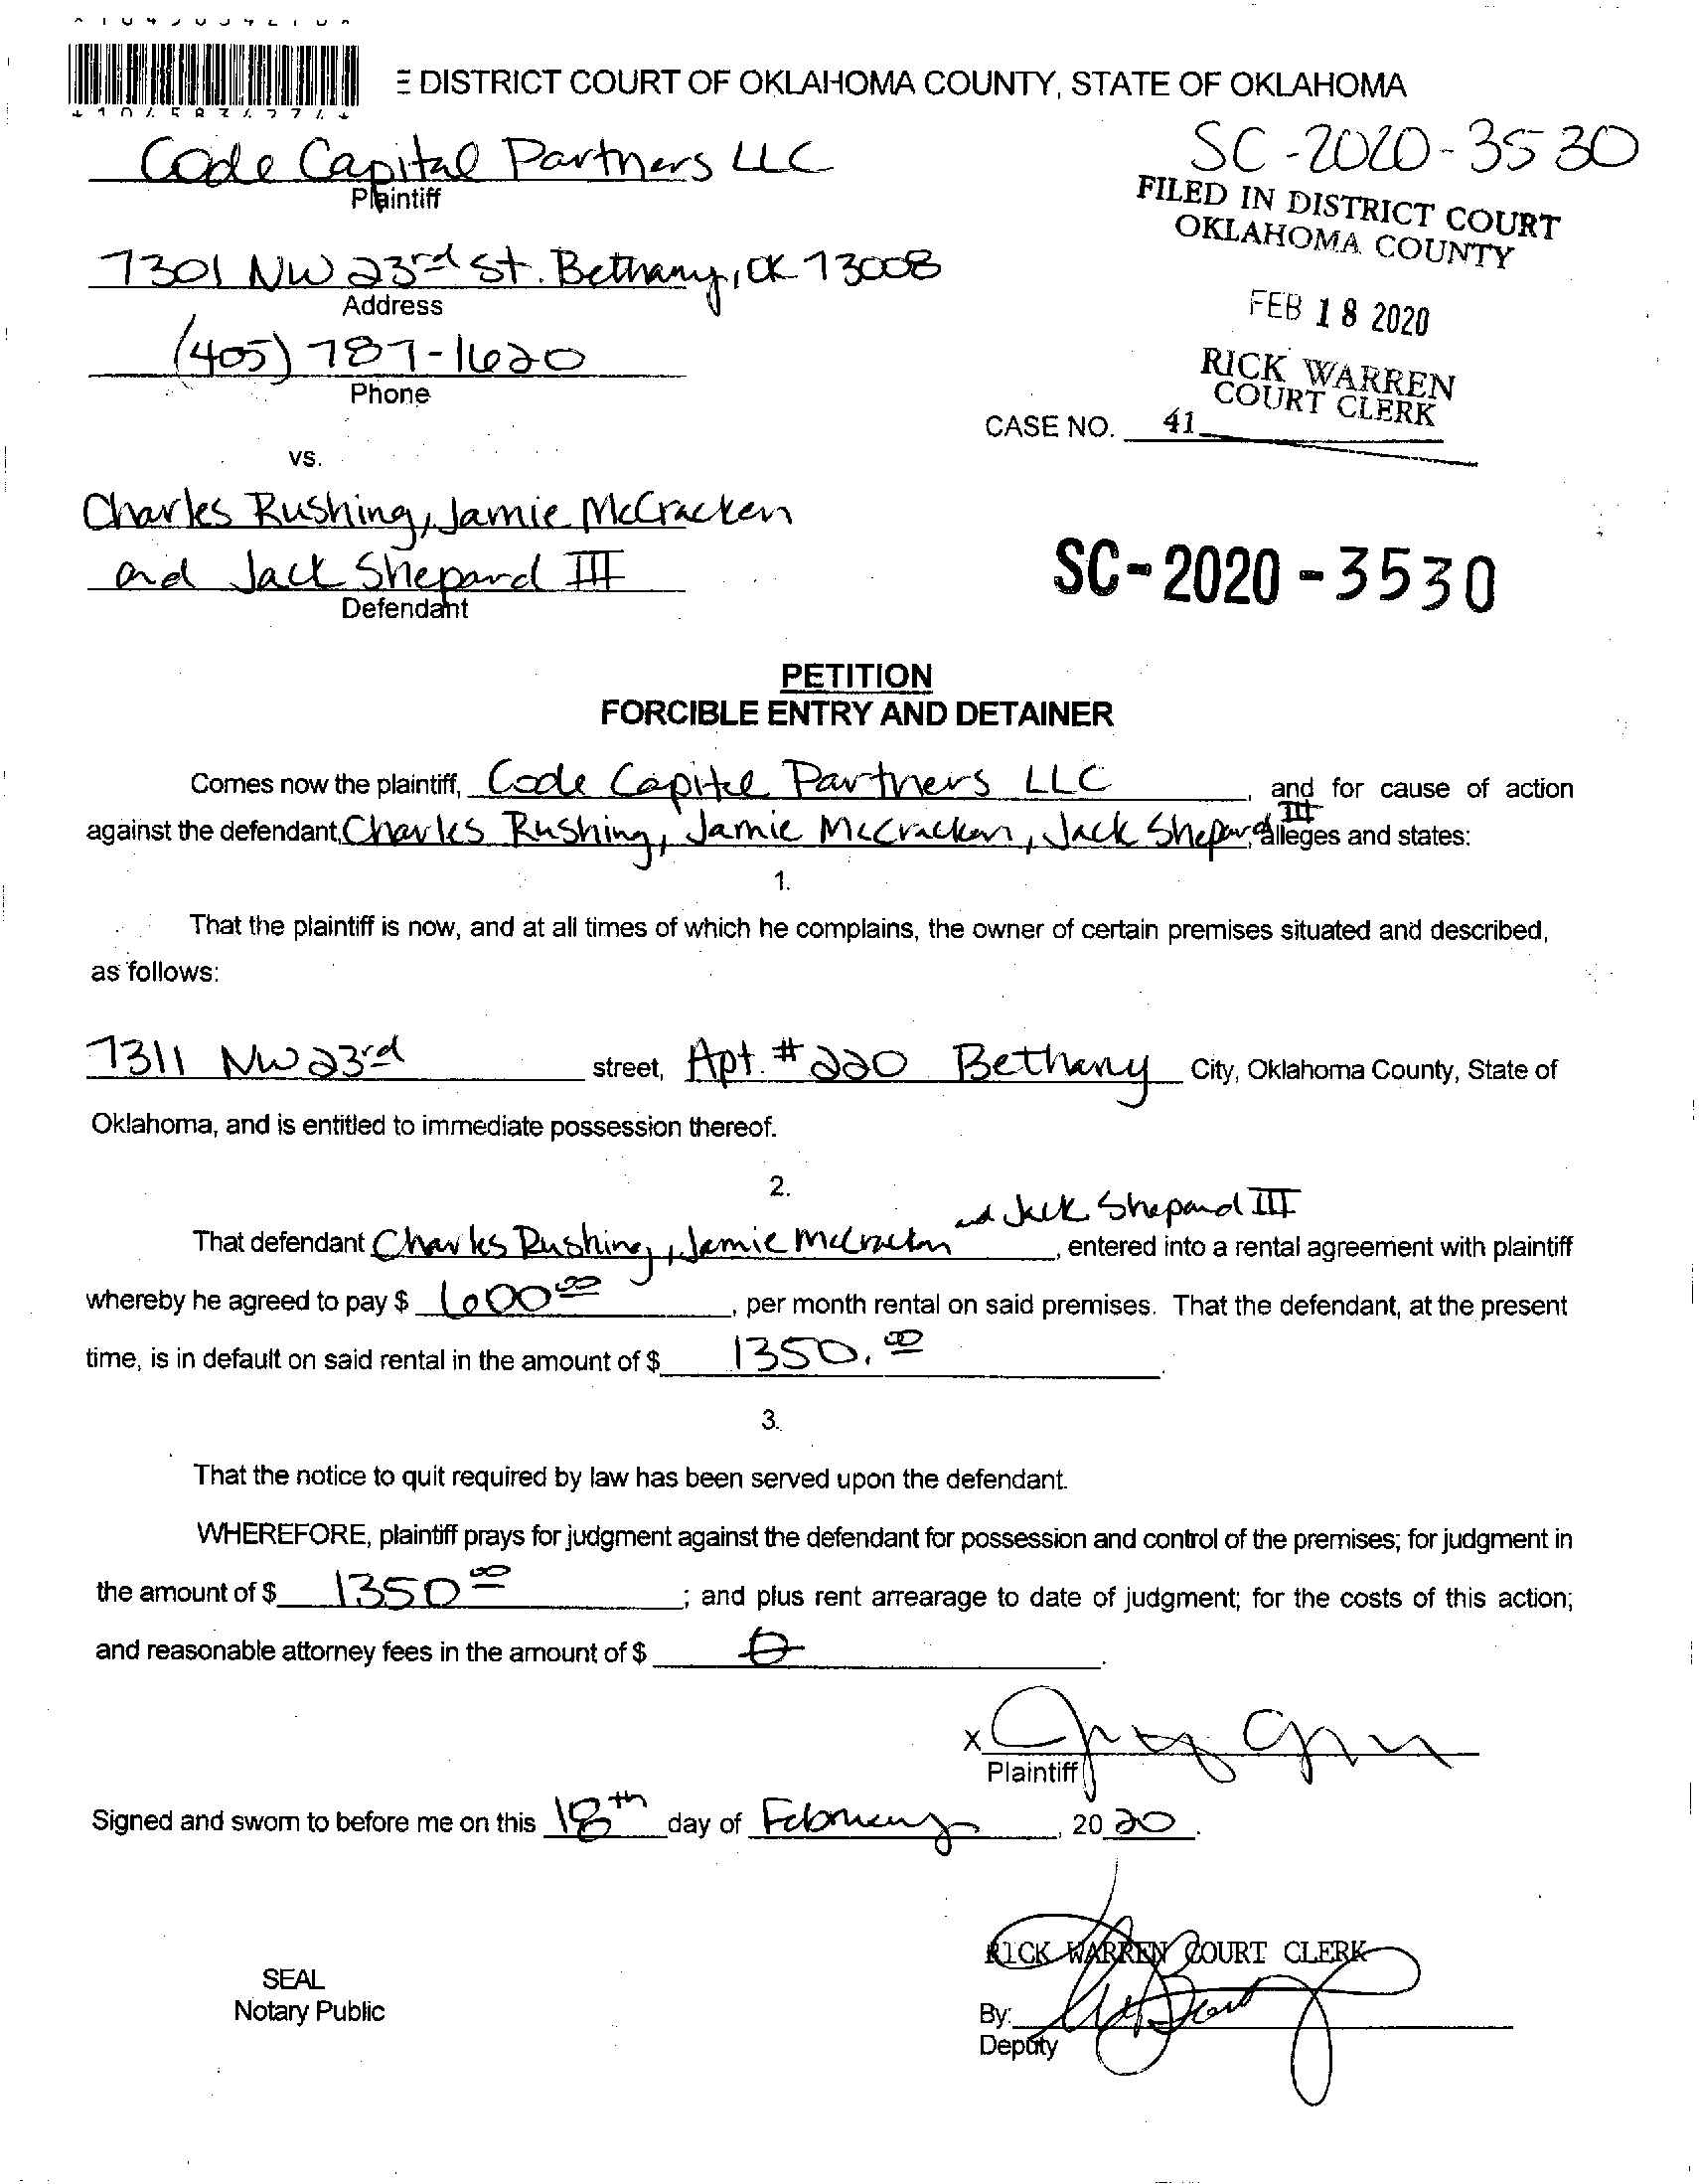 E DISTRICT COURT OF OKLAHOMA COUNTY, STATE OF OKLAHOMA
Code Capital Partners LLC
Plaintiff
SC-2020-3530
FILED IN DISTRICT COURT
OKLAHOMA COUNTY
7301 NW 23rd St. Bethany, OK 73008
Address
FEB 18 2020
(405) 787-1620
Phone
RICK WARREN
COURT CLERK
CASE NO. 41
vs.
Charles Rushing, Jamie McCracken
and Jack Shepard III
Defendant
SC-2020-3530
PETITION
FORCIBLE ENTRY AND DETAINER
Comes now the plaintiff, Code Capital Partners LLC, and for cause of action
against the defendant, Charles Rushing, Jamie McCracken, Jack Shepard III, alleges and states:
1.
That the plaintiff is now, and at all times of which he complains, the owner of certain premises situated and described,
as follows:
7311 NW 23rd street, Apt. #220 Bethany City, Oklahoma County, State of
Oklahoma, and is entitled to immediate possession thereof.
2.
That defendant Charles Rushing, Jamie McCracken and Jack Shepard III, entered into a rental agreement with plaintiff
whereby he agreed to pay $ 600.00, per month rental on said premises. That the defendant, at the present
time, is in default on said rental in the amount of $ 1350.00.
3.
That the notice to quit required by law has been served upon the defendant.
WHEREFORE, plaintiff prays for judgment against the defendant for possession and control of the premises; for judgment in
the amount of $ 1350.00; and plus rent arrearage to date of judgment; for the costs of this action;
and reasonable attorney fees in the amount of $ 0.
X
Plaintiff
Signed and sworn to before me on this 18th day of February, 2020.
RICK WARREN COURT CLERK
SEAL
Notary Public
By:
Deputy